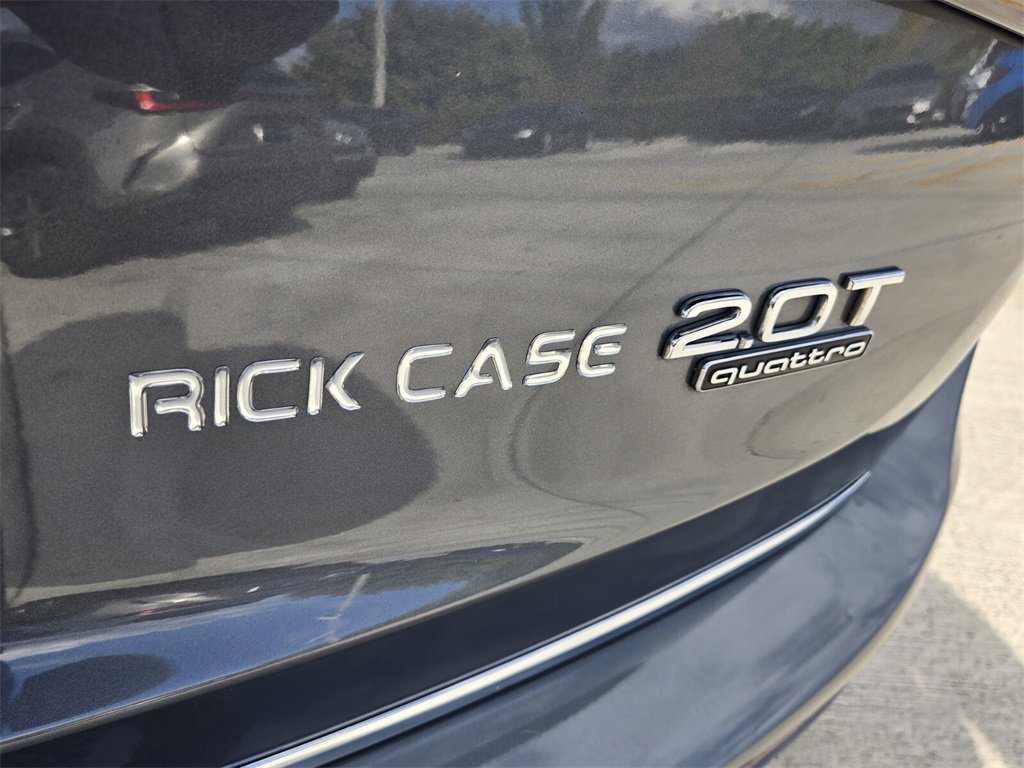 RICK CASE
2.0T
quattro